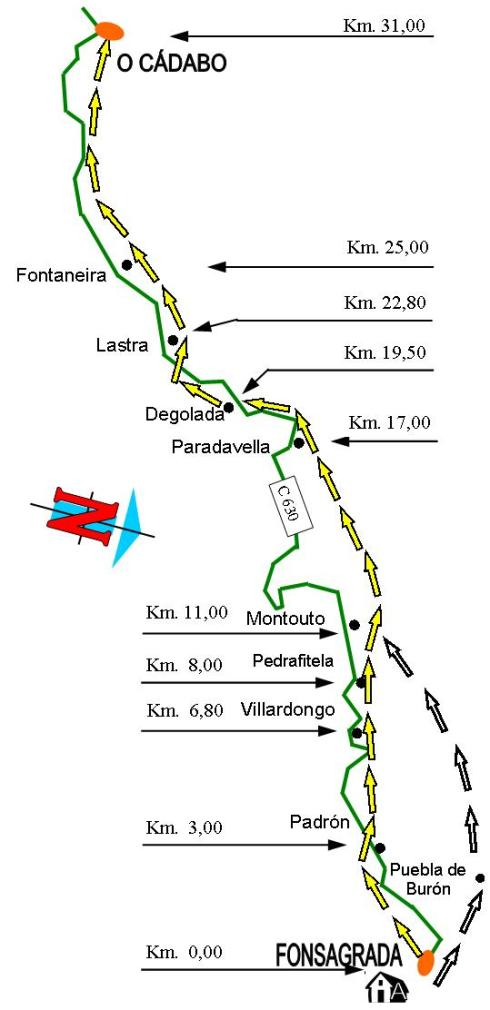 Km. 31,00
O CÁDABO
Km. 25,00
Fontaneira
Km. 22,80
Lastra
Km. 19,50
Degolada
Km. 17,00
Paradavella
C 630
N
Km. 11,00
Montouto
Km. 8,00
Pedrafitela
Km. 6,80
Villardongo
Km. 3,00
Padrón
Puebla de
Burón
Km. 0,00
FONSAGRADA
A